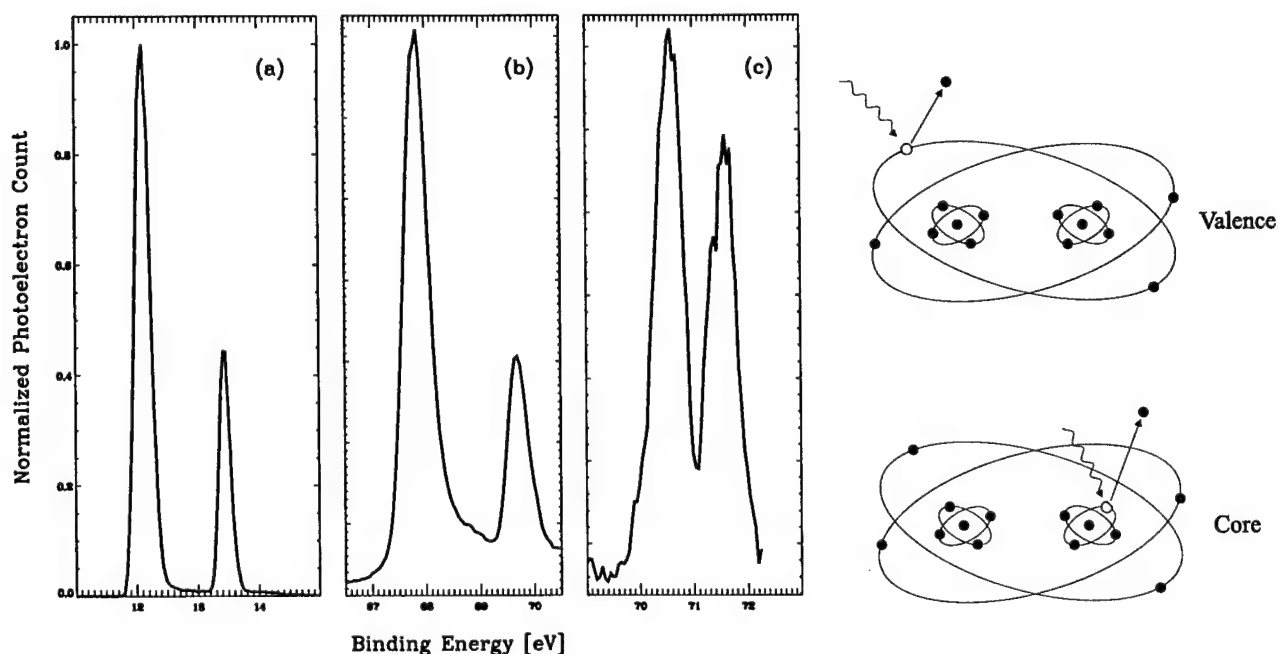 Normalized Photoelectron Count
1.0
0.8
0.6
0.4
0.2
0.0
(a)
12
13
14
(b)
67
68
69
70
(c)
70
71
72
Binding Energy [eV]
Valence
Core